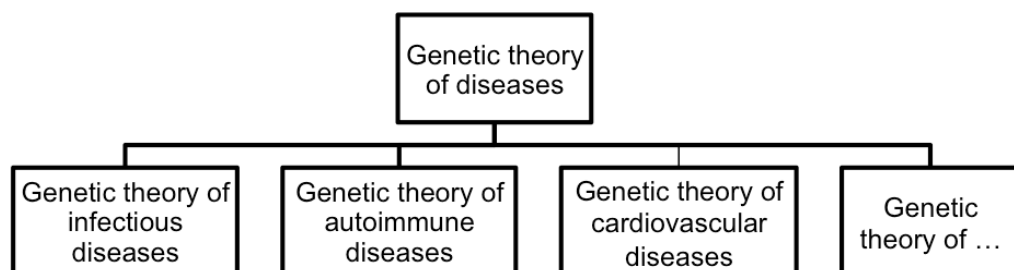 Genetic theory
of diseases
Genetic theory of
infectious
diseases
Genetic theory of
autoimmune
diseases
Genetic theory of
cardiovascular
diseases
Genetic
theory of …